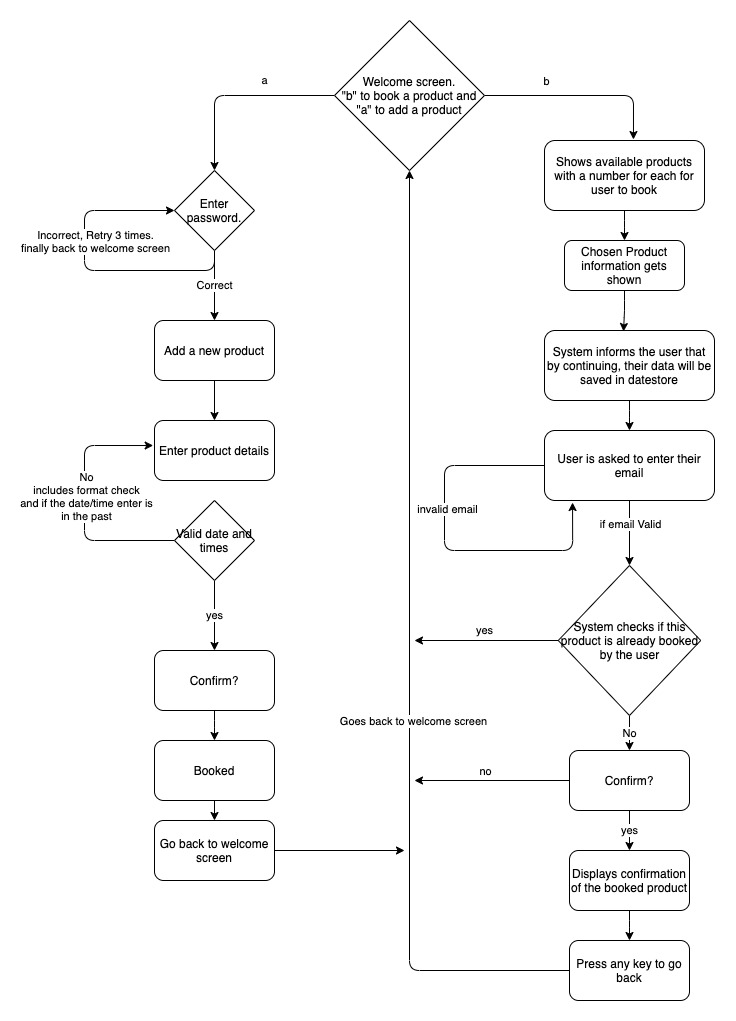 a
Welcome screen.
"b" to book a product and
"a" to add a product
b
Enter
password.
Incorrect, Retry 3 times.
finally back to welcome screen
Correct
Add a new product
Enter product details
No
includes format check
and if the date/time enter is
in the past
Valid date and
times
yes
Confirm?
Booked
Go back to welcome
screen
Goes back to welcome screen
Shows available products
with a number for each for
user to book
Chosen Product
information gets
shown
System informs the user that
by continuing, their data will be
saved in datestore
User is asked to enter their
email
invalid email
if email Valid
System checks if this
product is already booked
by the user
yes
No
Confirm?
no
yes
Displays confirmation
of the booked product
Press any key to go
back